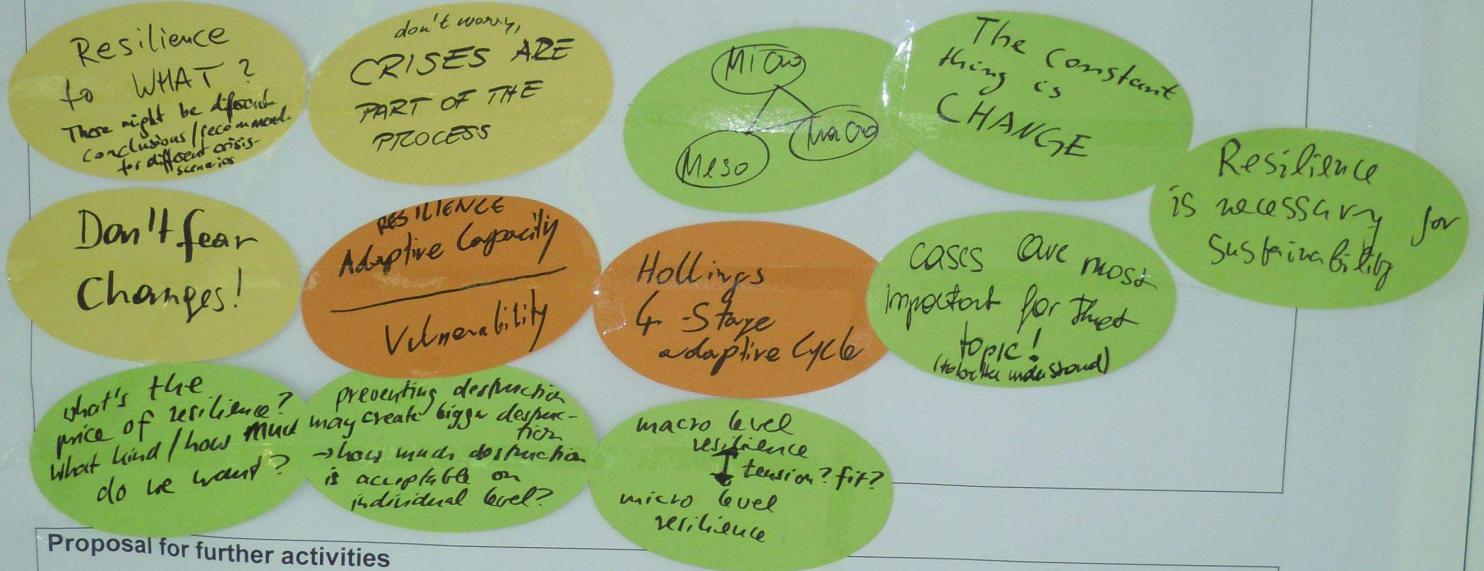 Resilience
to WHAT?
There might be different
conclusions/recommend.
for different crisis-
scenarios
don't worry,
CRISES ARE
PART OF THE
PROCESS
Micro
Macro
Meso
The constant
thing is
CHANGE
Resilience
is necessary for
sustainability
Don't fear
Changes!
RESILIENCE
Adaptive Capacity
Vulnerability
Hollings
4-Stage
adaptive Cycle
cases are most
important for that
topic!
(to better understand)
what's the
price of resilience?
what kind/how much
do we want?
preventing destruction
may create bigger destruc-
tion
→ how much destruction
is acceptable on
individual level?
macro level
resilience
↕ tension? fit?
micro level
resilience
Proposal for further activities